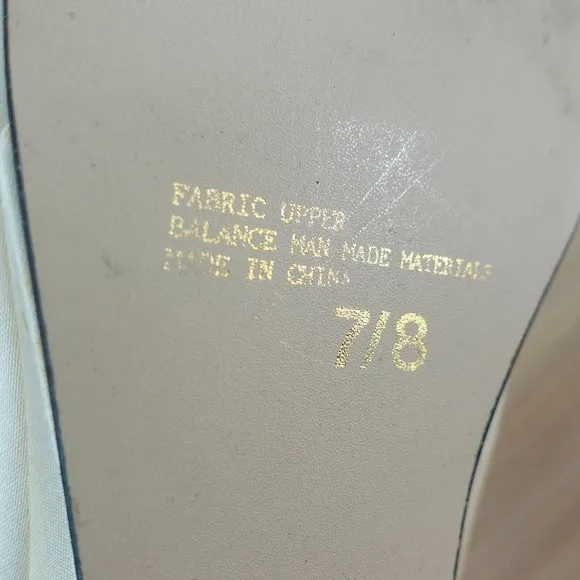 FABRIC UPPER
BALANCE MAN MADE MATERIALS
MADE IN CHINA
7/8